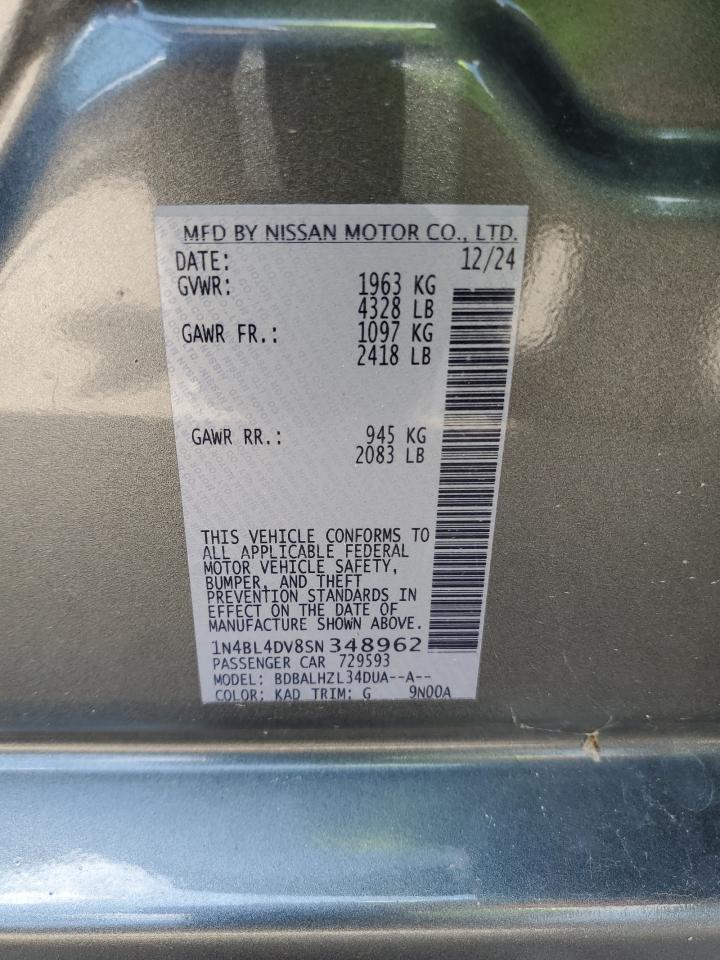 MFD BY NISSAN MOTOR CO., LTD.
DATE: 12/24
GVWR: 1963 KG
4328 LB
GAWR FR.: 1097 KG
2418 LB
GAWR RR.: 945 KG
2083 LB
THIS VEHICLE CONFORMS TO
ALL APPLICABLE FEDERAL
MOTOR VEHICLE SAFETY,
BUMPER, AND THEFT
PREVENTION STANDARDS IN
EFFECT ON THE DATE OF
MANUFACTURE SHOWN ABOVE.
1N4BL4DV8SN348962
PASSENGER CAR 729593
MODEL: BDBALHZL34DUA--A--
COLOR: KAD TRIM: G 9N00A